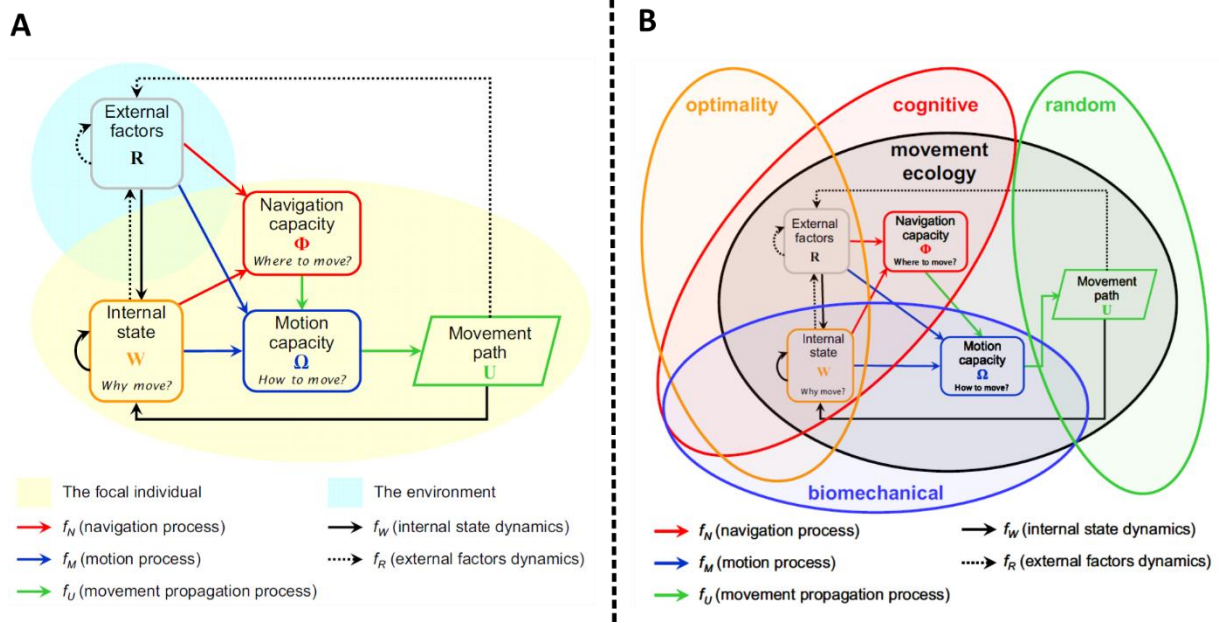 A
External
factors
R
Navigation
capacity
Φ
Where to move?
Internal
state
W
Why move?
Motion
capacity
Ω
How to move?
Movement
path
U
The focal individual
The environment
f_N (navigation process)
f_W (internal state dynamics)
f_M (motion process)
f_R (external factors dynamics)
f_U (movement propagation process)
B
optimality
cognitive
random
movement
ecology
External
factors
R
Navigation
capacity
Φ
Where to move?
Movement
path
U
Internal
state
W
Why move?
Motion
capacity
Ω
How to move?
biomechanical
f_N (navigation process)
f_W (internal state dynamics)
f_M (motion process)
f_R (external factors dynamics)
f_U (movement propagation process)